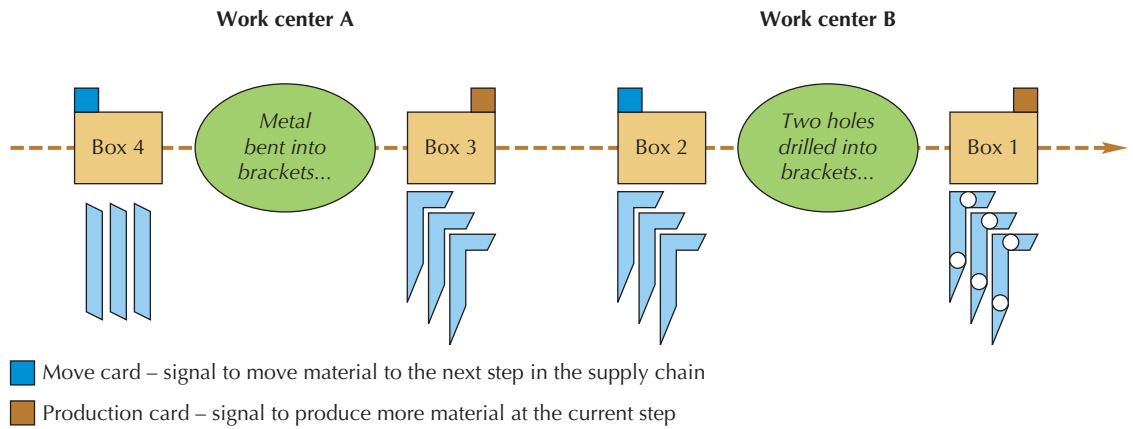 Work center A
Work center B
Box 4
Metal
bent into
brackets...
Box 3
Box 2
Two holes
drilled into
brackets...
Box 1
Move card – signal to move material to the next step in the supply chain
Production card – signal to produce more material at the current step